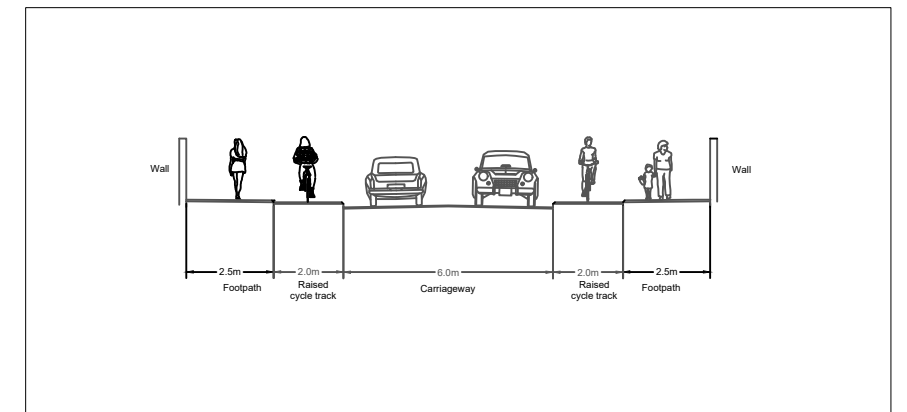 Wall
Wall
2.5m
2.0m
6.0m
2.0m
2.5m
Footpath
Raised
cycle track
Carriageway
Raised
cycle track
Footpath